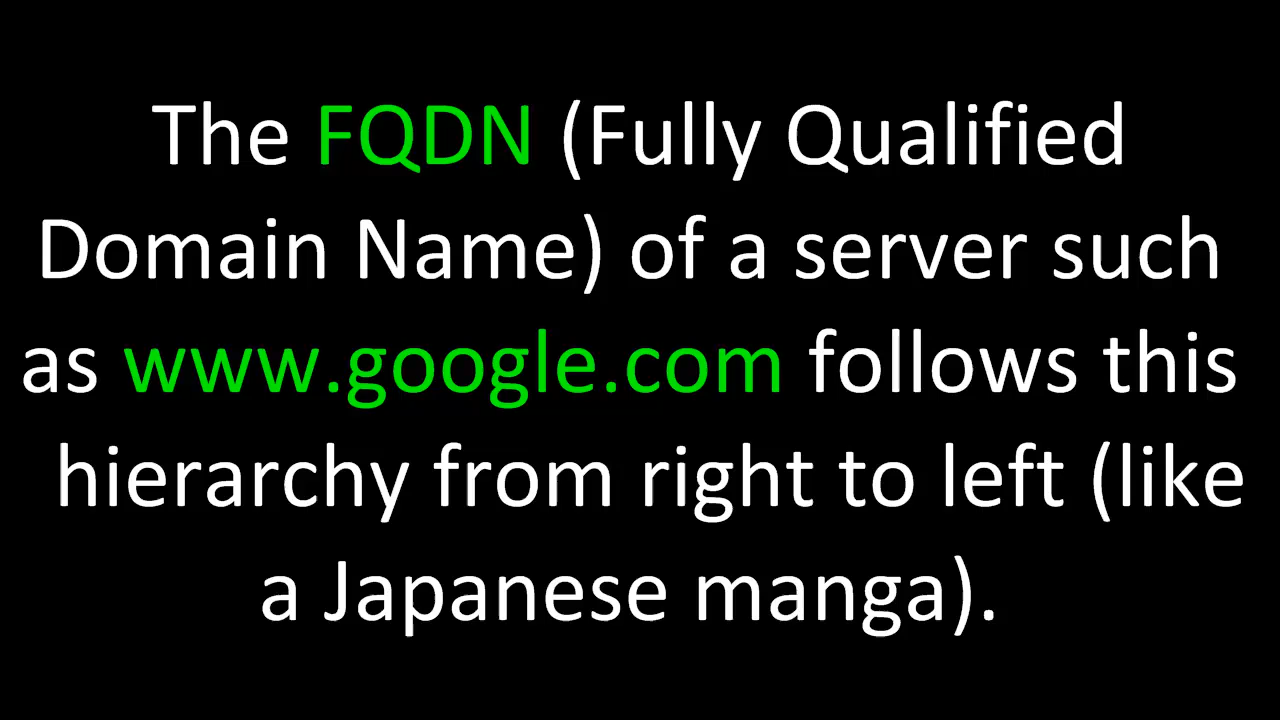 The FQDN (Fully Qualified
Domain Name) of a server such
as www.google.com follows this
hierarchy from right to left (like
a Japanese manga).